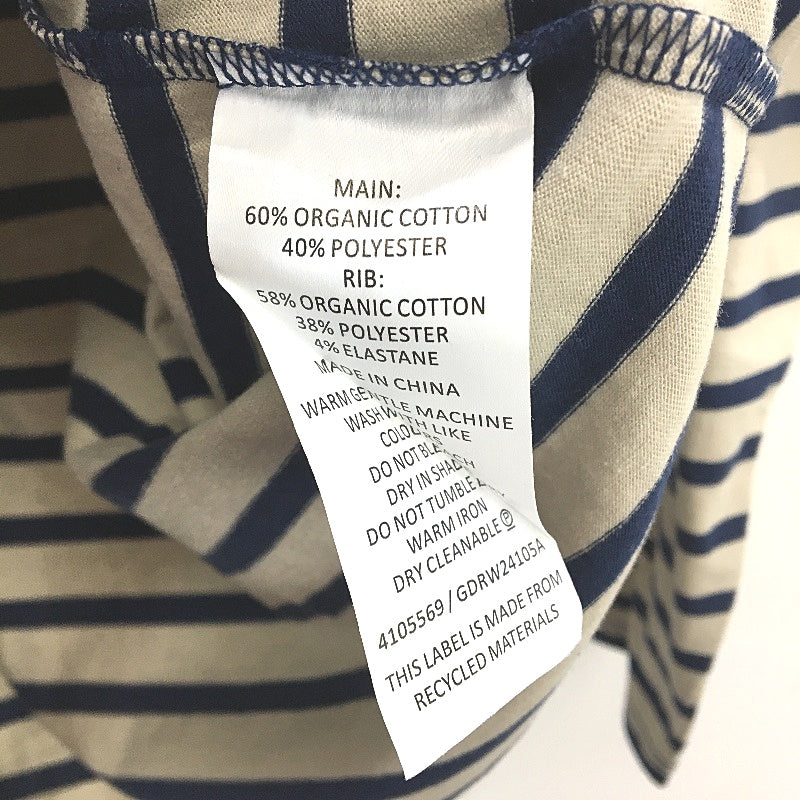 MAIN:
60% ORGANIC COTTON
40% POLYESTER
RIB:
58% ORGANIC COTTON
38% POLYESTER
4% ELASTANE
MADE IN CHINA
WARM GENTLE MACHINE
WASH WITH LIKE
COLOURS
DO NOT BLEACH
DRY IN SHADE
DO NOT TUMBLE
WARM IRON
DRY CLEANABLE Ⓟ
4105569 / GDRW24105A
THIS LABEL IS MADE FROM
RECYCLED MATERIALS